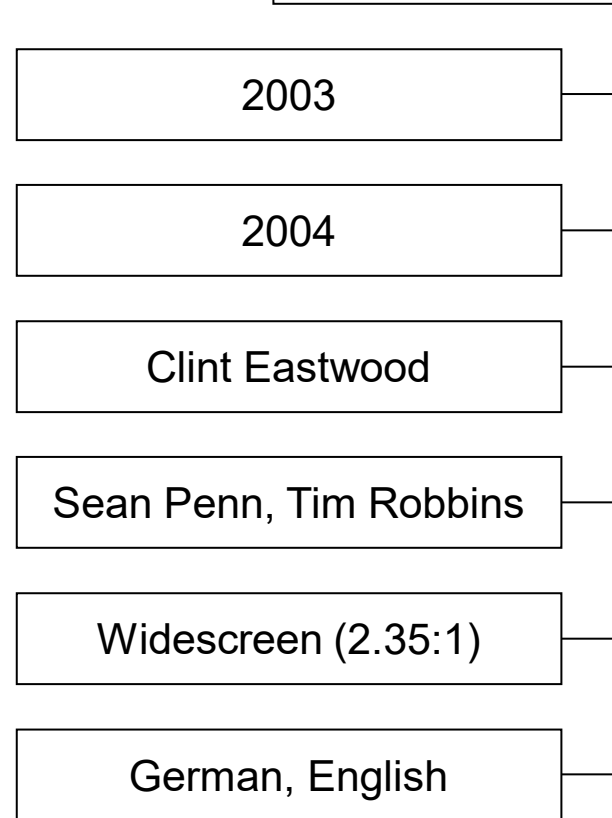 2003
2004
Clint Eastwood
Sean Penn, Tim Robbins
Widescreen (2.35:1)
German, English